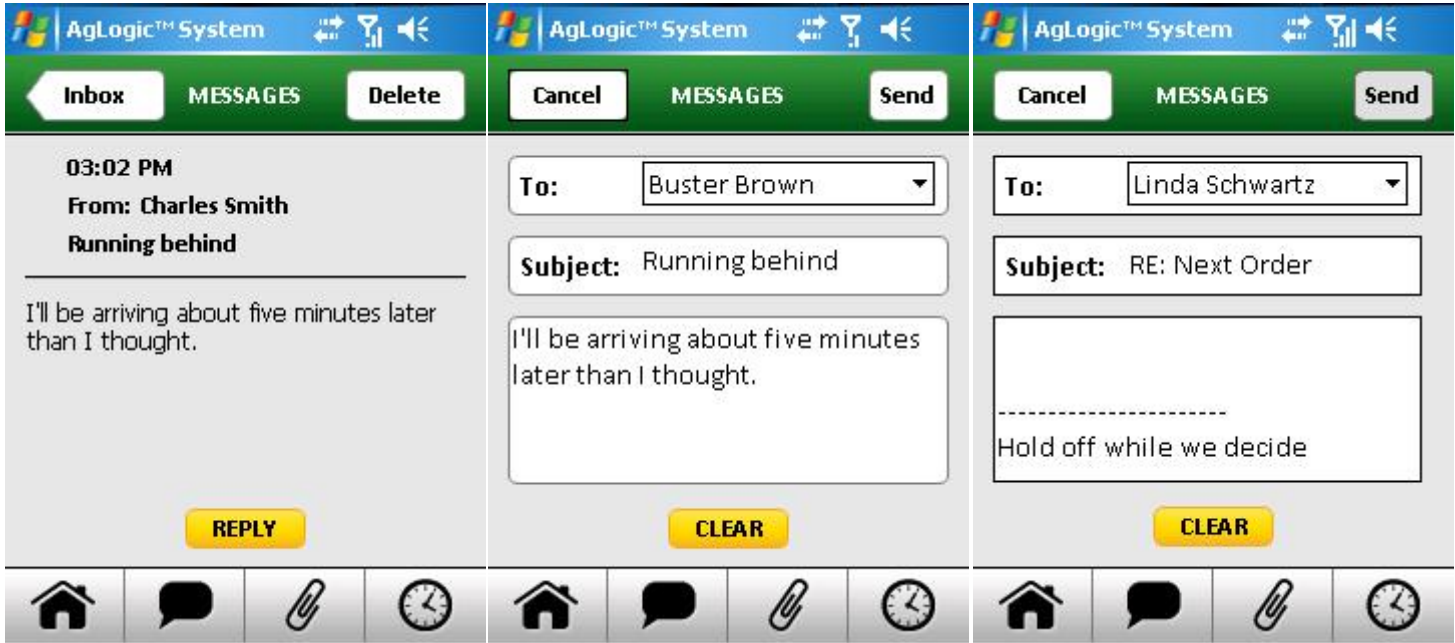 AgLogic™ System
Inbox MESSAGES Delete
03:02 PM
From: Charles Smith
Running behind
I'll be arriving about five minutes later
than I thought.
REPLY
AgLogic™ System
Cancel MESSAGES Send
To: Buster Brown
Subject: Running behind
I'll be arriving about five minutes
later than I thought.
CLEAR
AgLogic™ System
Cancel MESSAGES Send
To: Linda Schwartz
Subject: RE: Next Order
-----------------------
Hold off while we decide
CLEAR